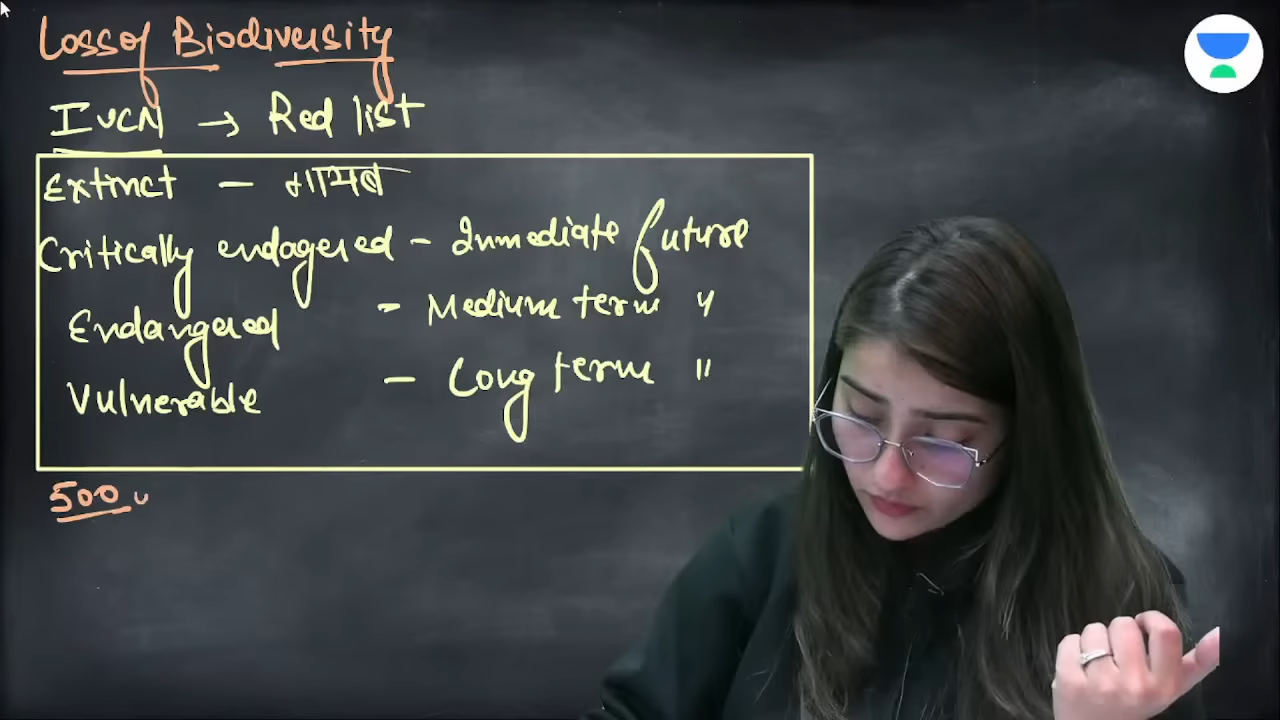 Loss of Biodiversity
IUCN → Red list
Extinct - गायब
Critically endagered - Immediate future
Endangered - Medium term "
Vulnerable - Long term "
500